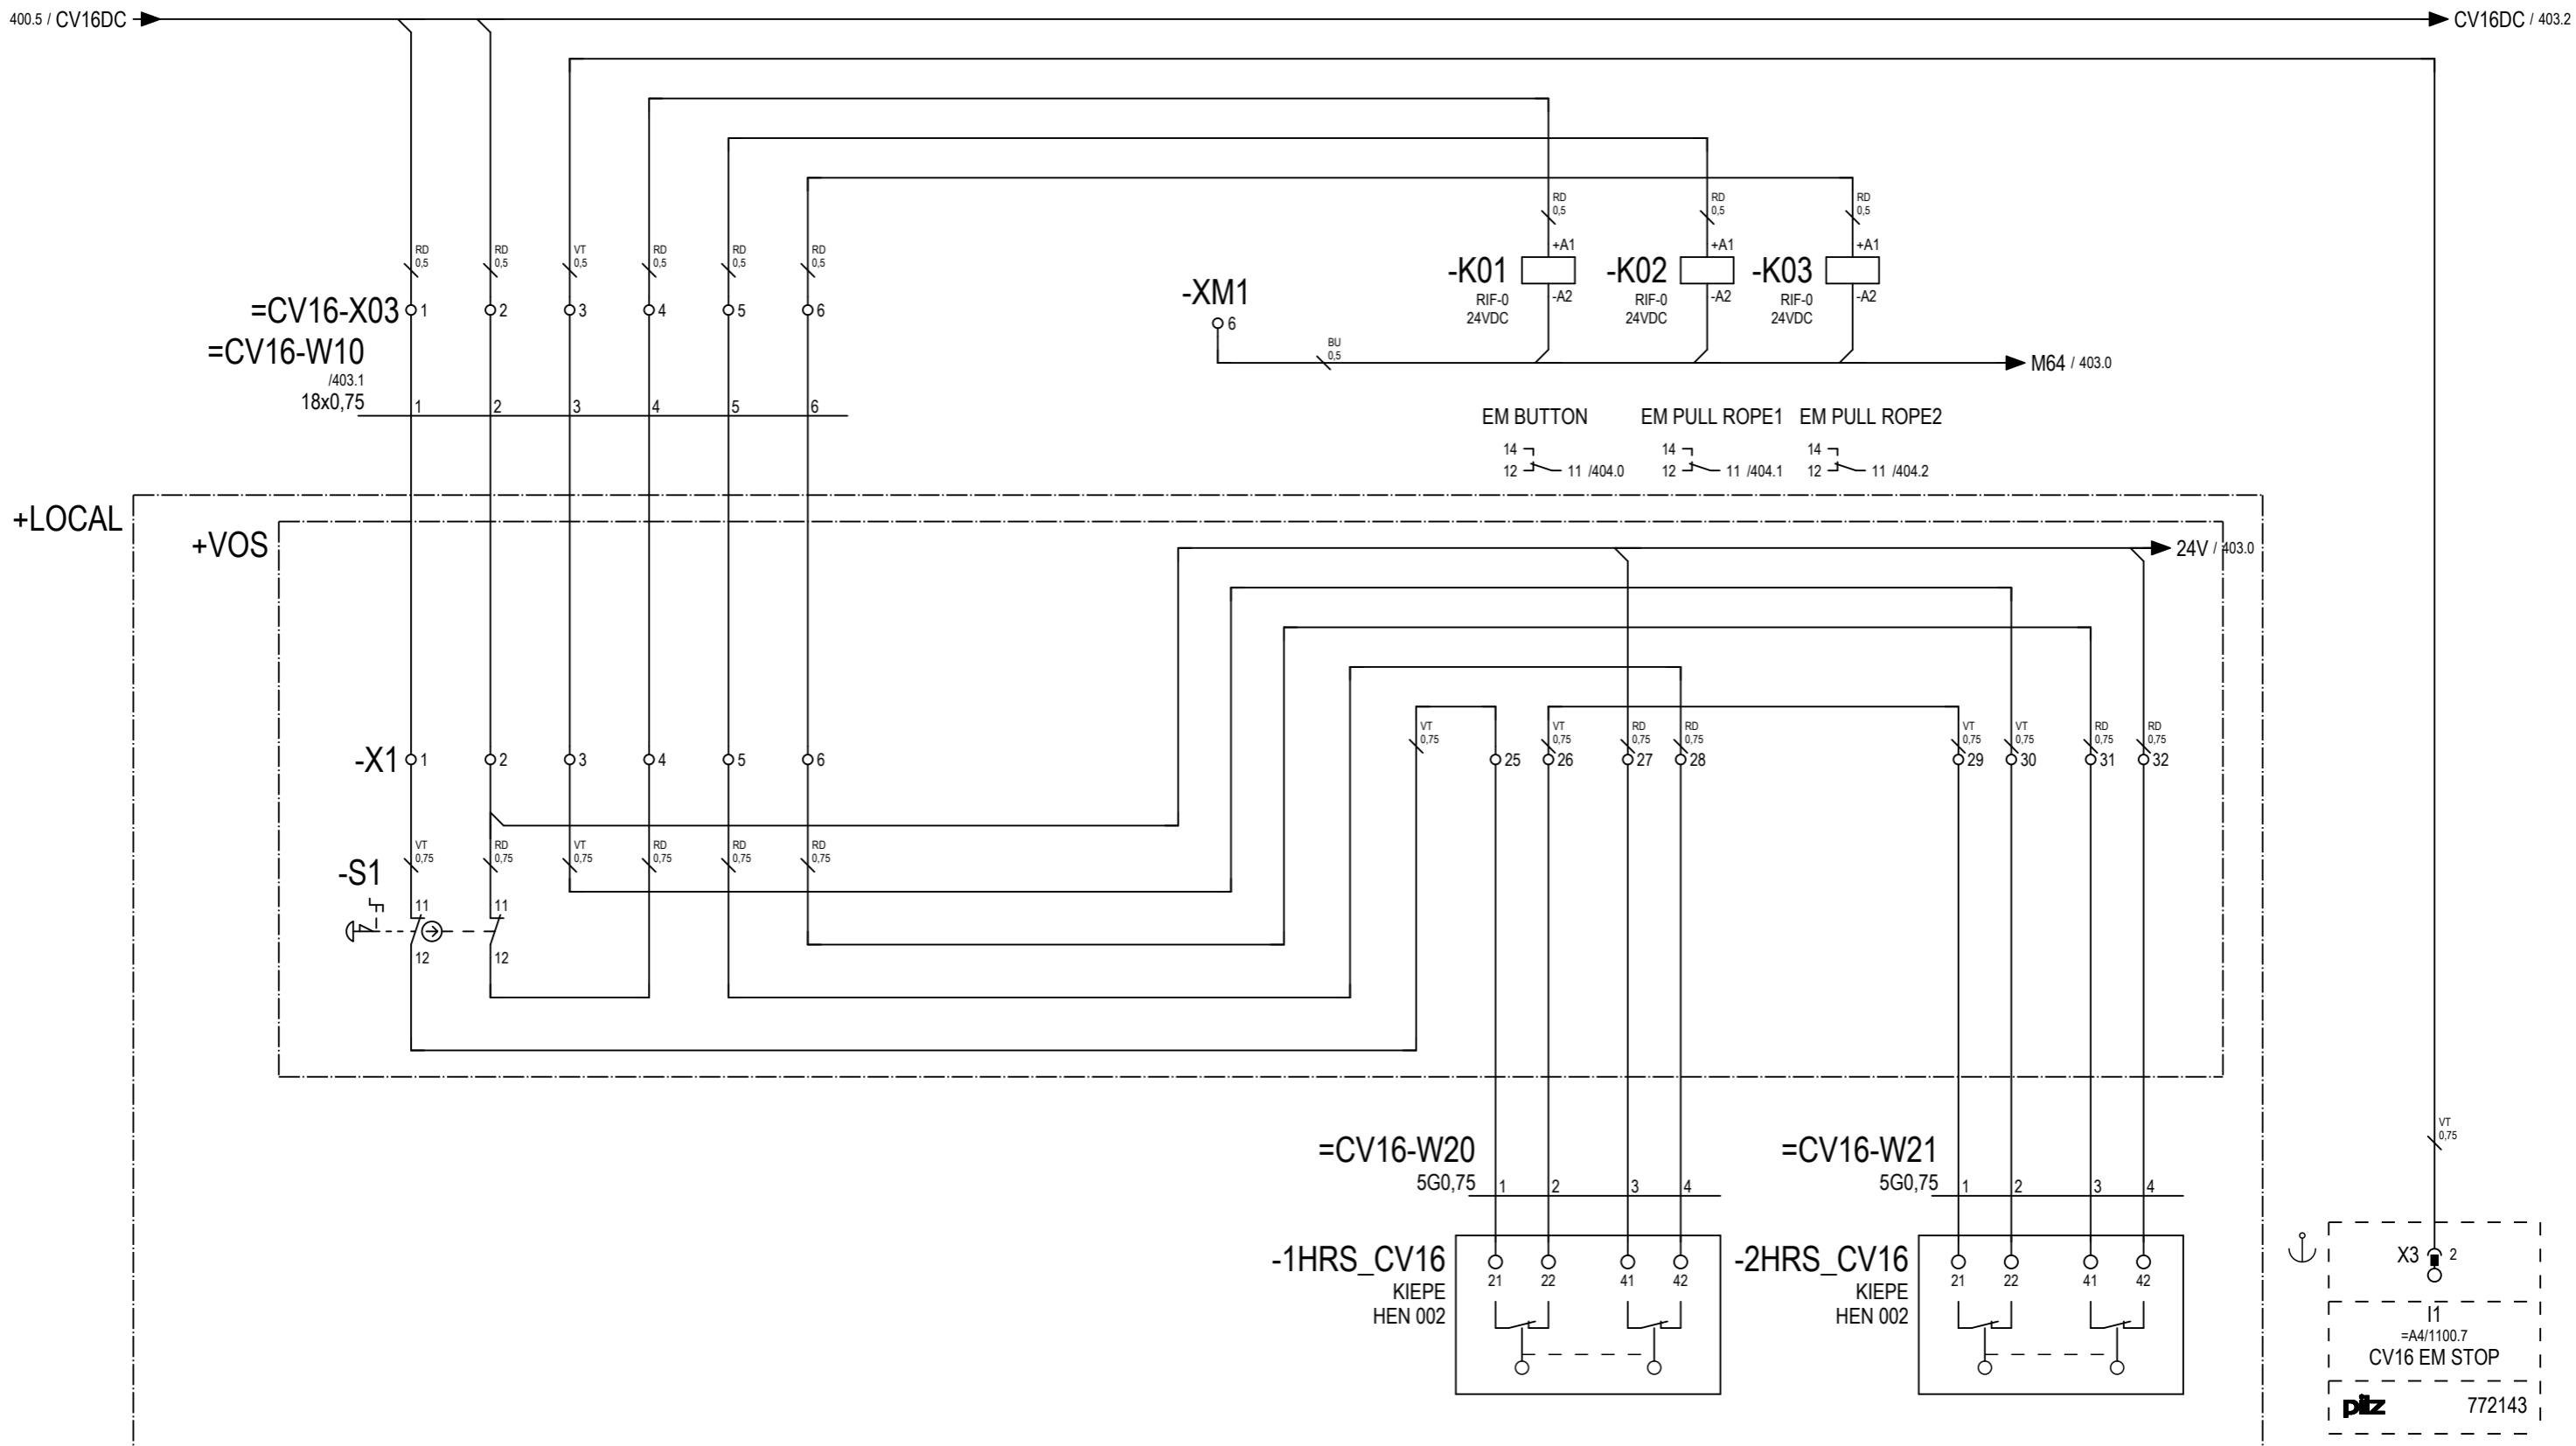 400.5 / CV16DC
CV16DC / 403.2
RD 0,5
RD 0,5
VT 0,5
RD 0,5
RD 0,5
RD 0,5
RD 0,5
RD 0,5
RD 0,5
=CV16-X03 1 2 3 4 5 6
-XM1
6
-K01 +A1 -A2
RIF-0
24VDC
-K02 +A1 -A2
RIF-0
24VDC
-K03 +A1 -A2
RIF-0
24VDC
BU 0,5
M64 / 403.0
=CV16-W10
/403.1
18x0,75 1 2 3 4 5 6
EM BUTTON
14
12 11 /404.0
EM PULL ROPE1
14
12 11 /404.1
EM PULL ROPE2
14
12 11 /404.2
+LOCAL
+VOS
24V / 403.0
VT 0,75
VT 0,75
RD 0,75
RD 0,75
VT 0,75
VT 0,75
RD 0,75
RD 0,75
-X1 1 2 3 4 5 6 25 26 27 28 29 30 31 32
VT 0,75
RD 0,75
VT 0,75
RD 0,75
RD 0,75
RD 0,75
-S1
11 11
12 12
VT 0,75
=CV16-W20
5G0,75 1 2 3 4
=CV16-W21
5G0,75 1 2 3 4
-1HRS_CV16
KIEPE
HEN 002
21 22 41 42
-2HRS_CV16
KIEPE
HEN 002
21 22 41 42
X3 2
I1
=A4/1100.7
CV16 EM STOP
pilz 772143